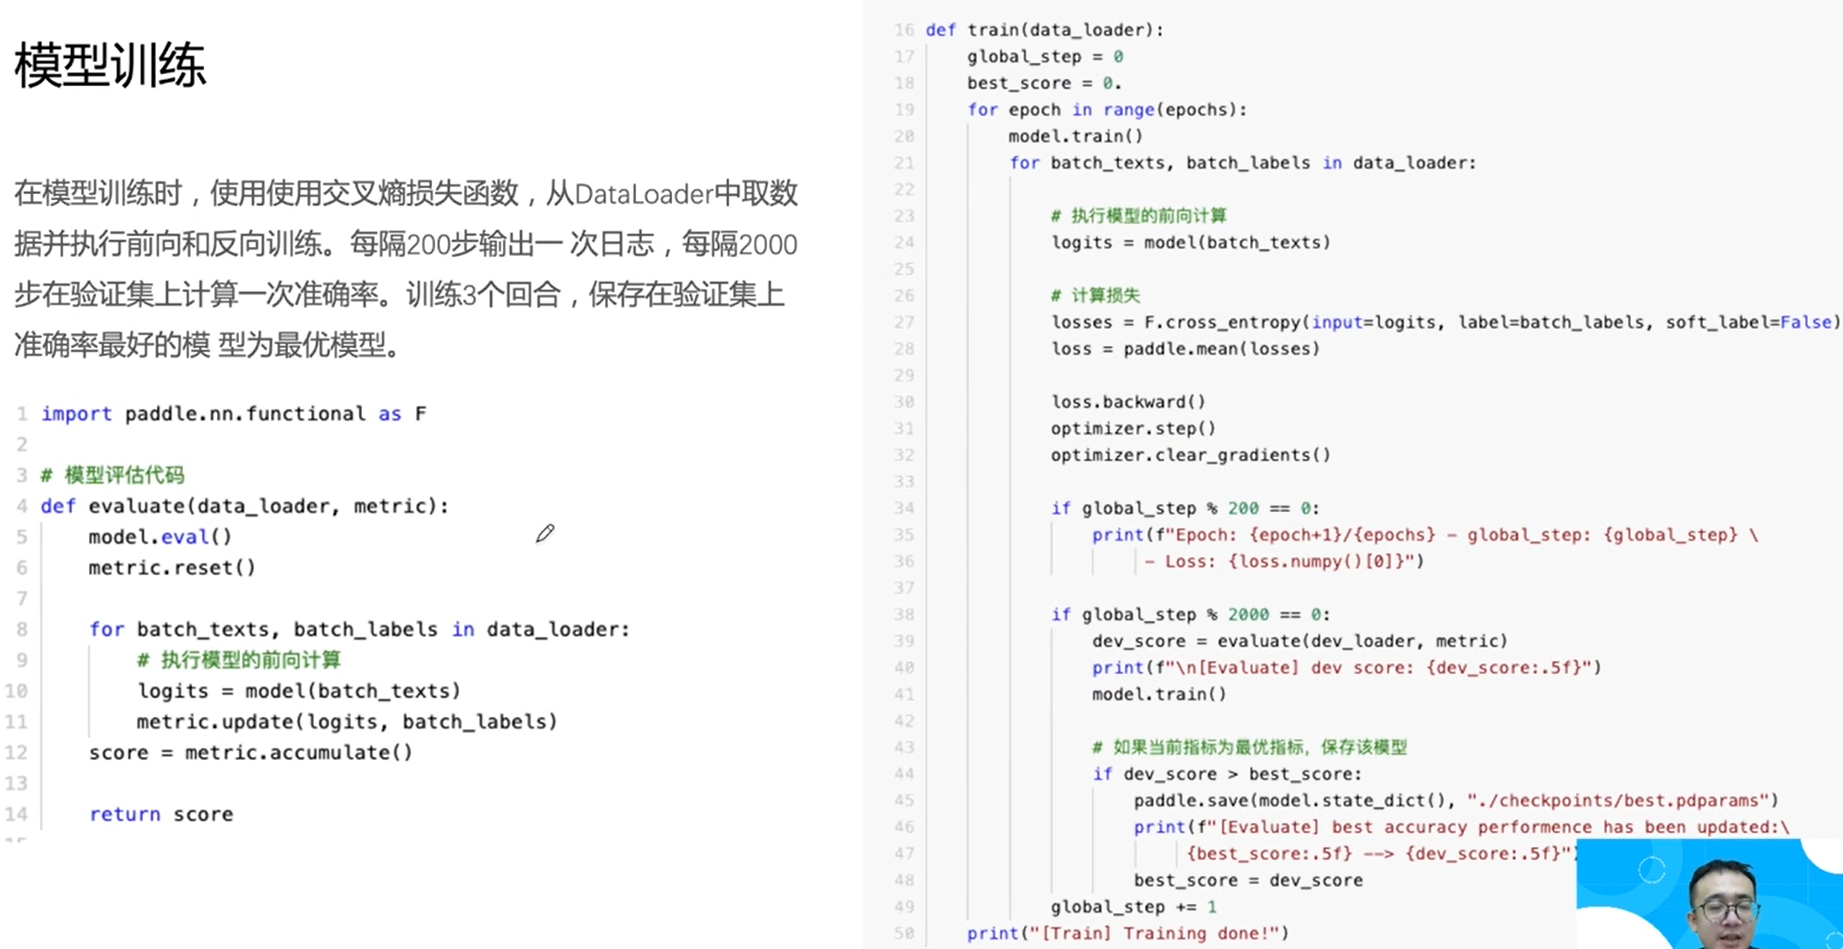 模型训练
在模型训练时，使用使用交叉熵损失函数，从DataLoader中取数
据并执行前向和反向训练。每隔200步输出一 次日志，每隔2000
步在验证集上计算一次准确率。训练3个回合，保存在验证集上
准确率最好的模 型为最优模型。
1 import paddle.nn.functional as F
2
3 # 模型评估代码
4 def evaluate(data_loader, metric):
5     model.eval()
6     metric.reset()
7
8     for batch_texts, batch_labels in data_loader:
9         # 执行模型的前向计算
10         logits = model(batch_texts)
11         metric.update(logits, batch_labels)
12     score = metric.accumulate()
13
14     return score
16 def train(data_loader):
17     global_step = 0
18     best_score = 0.
19     for epoch in range(epochs):
20         model.train()
21         for batch_texts, batch_labels in data_loader:
22
23             # 执行模型的前向计算
24             logits = model(batch_texts)
25
26             # 计算损失
27             losses = F.cross_entropy(input=logits, label=batch_labels, soft_label=False)
28             loss = paddle.mean(losses)
29
30             loss.backward()
31             optimizer.step()
32             optimizer.clear_gradients()
33
34             if global_step % 200 == 0:
35                 print(f"Epoch: {epoch+1}/{epochs} - global_step: {global_step} \
36                     - Loss: {loss.numpy()[0]}")
37
38             if global_step % 2000 == 0:
39                 dev_score = evaluate(dev_loader, metric)
40                 print(f"\n[Evaluate] dev score: {dev_score:.5f}")
41                 model.train()
42
43                 # 如果当前指标为最优指标，保存该模型
44                 if dev_score > best_score:
45                     paddle.save(model.state_dict(), "./checkpoints/best.pdparams")
46                     print(f"[Evaluate] best accuracy performence has been updated:\
47                         {best_score:.5f} --> {dev_score:.5f}"
48                     best_score = dev_score
49             global_step += 1
50     print("[Train] Training done!")